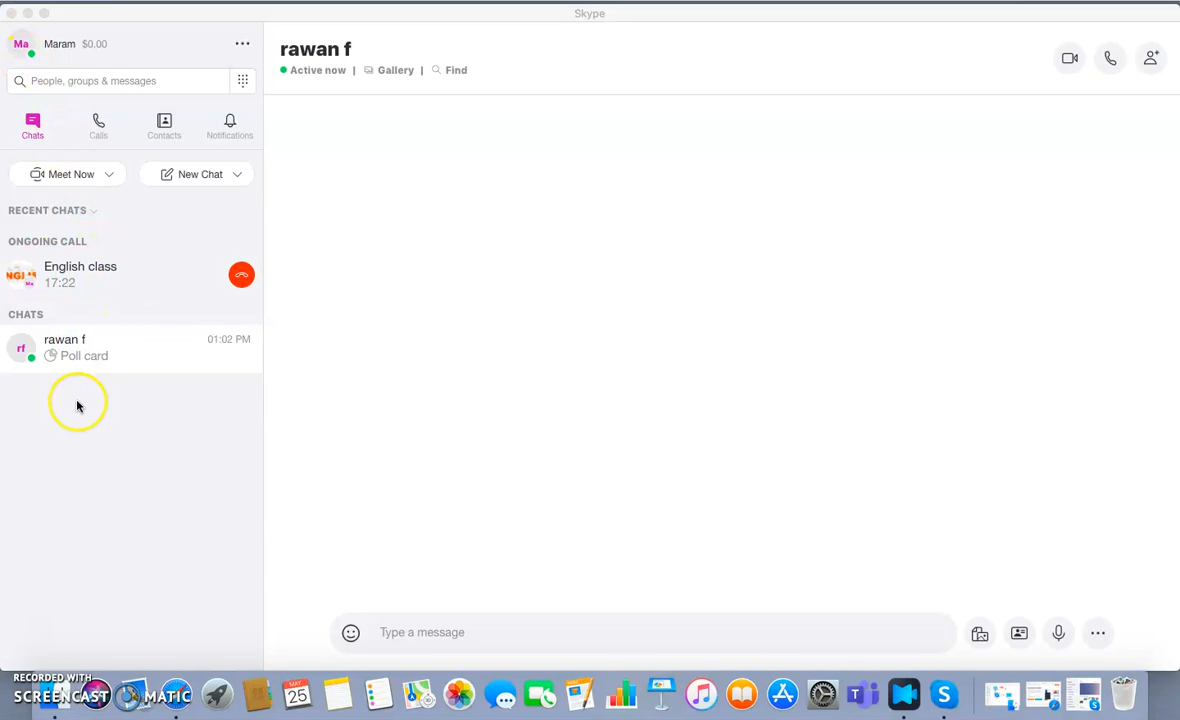 Skype
Ma Maram $0.00
People, groups & messages
Chats Calls Contacts Notifications
Meet Now New Chat
RECENT CHATS
ONGOING CALL
English class
17:22
CHATS
rf rawan f 01:02 PM
Poll card
rawan f
Active now | Gallery | Find
Type a message
RECORDED WITH
SCREENCAST MATIC
MAY
25